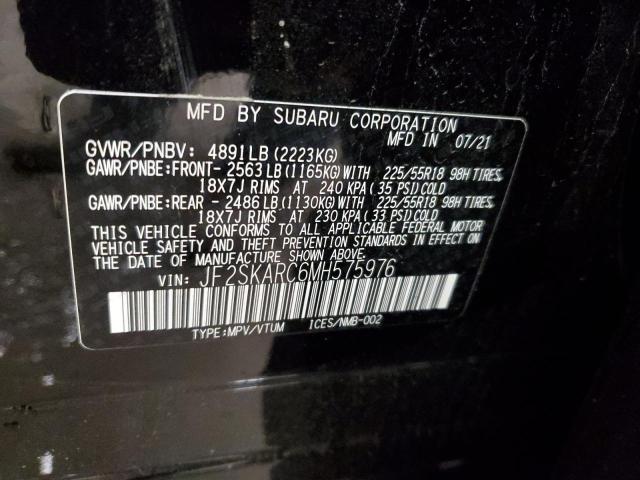 MFD BY SUBARU CORPORATION
MFD IN 07/21
GVWR/PNBV: 4891LB (2223KG)
GAWR/PNBE:FRONT- 2563LB (1165KG)WITH 225/55R18 98H TIRES,
18X7J RIMS AT 240 KPA (35 PSI)COLD
GAWR/PNBE:REAR - 2486LB (1130KG)WITH 225/55R18 98H TIRES,
18X7J RIMS AT 230 KPA (33 PSI)COLD
THIS VEHICLE CONFORMS TO ALL APPLICABLE FEDERAL MOTOR
VEHICLE SAFETY AND THEFT PREVENTION STANDARDS IN EFFECT ON
THE DATE OF MANUFACTURE SHOWN ABOVE.
VIN: JF2SKARC6MH575976
TYPE:MPV/VTUM ICES/NMB-002